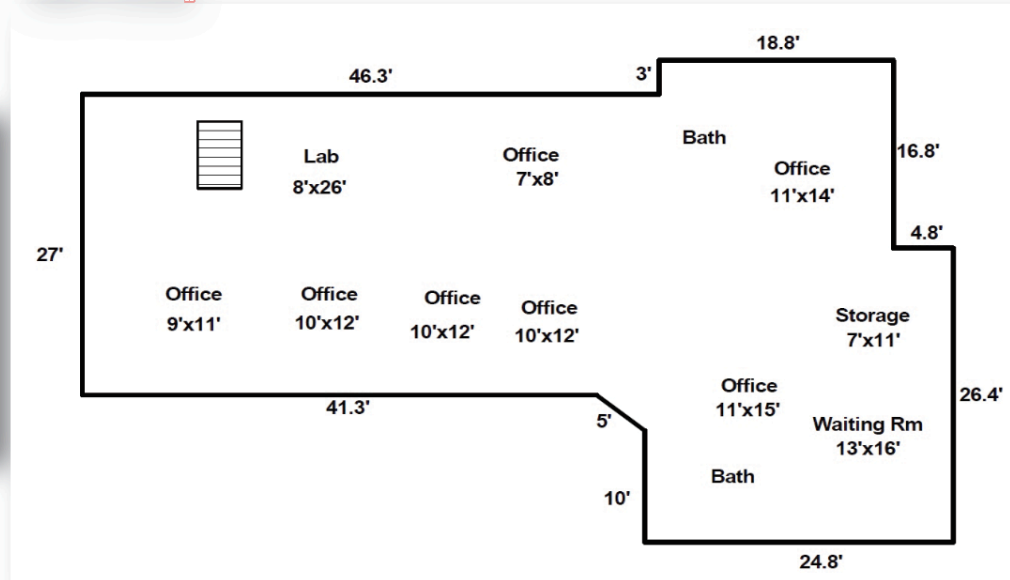 18.8'
46.3'
3'
Bath
16.8'
Lab
8'x26'
Office
7'x8'
Office
11'x14'
4.8'
27'
Office
9'x11'
Office
10'x12'
Office
10'x12'
Office
10'x12'
Storage
7'x11'
Office
11'x15'
26.4'
41.3'
5'
Waiting Rm
13'x16'
Bath
10'
24.8'